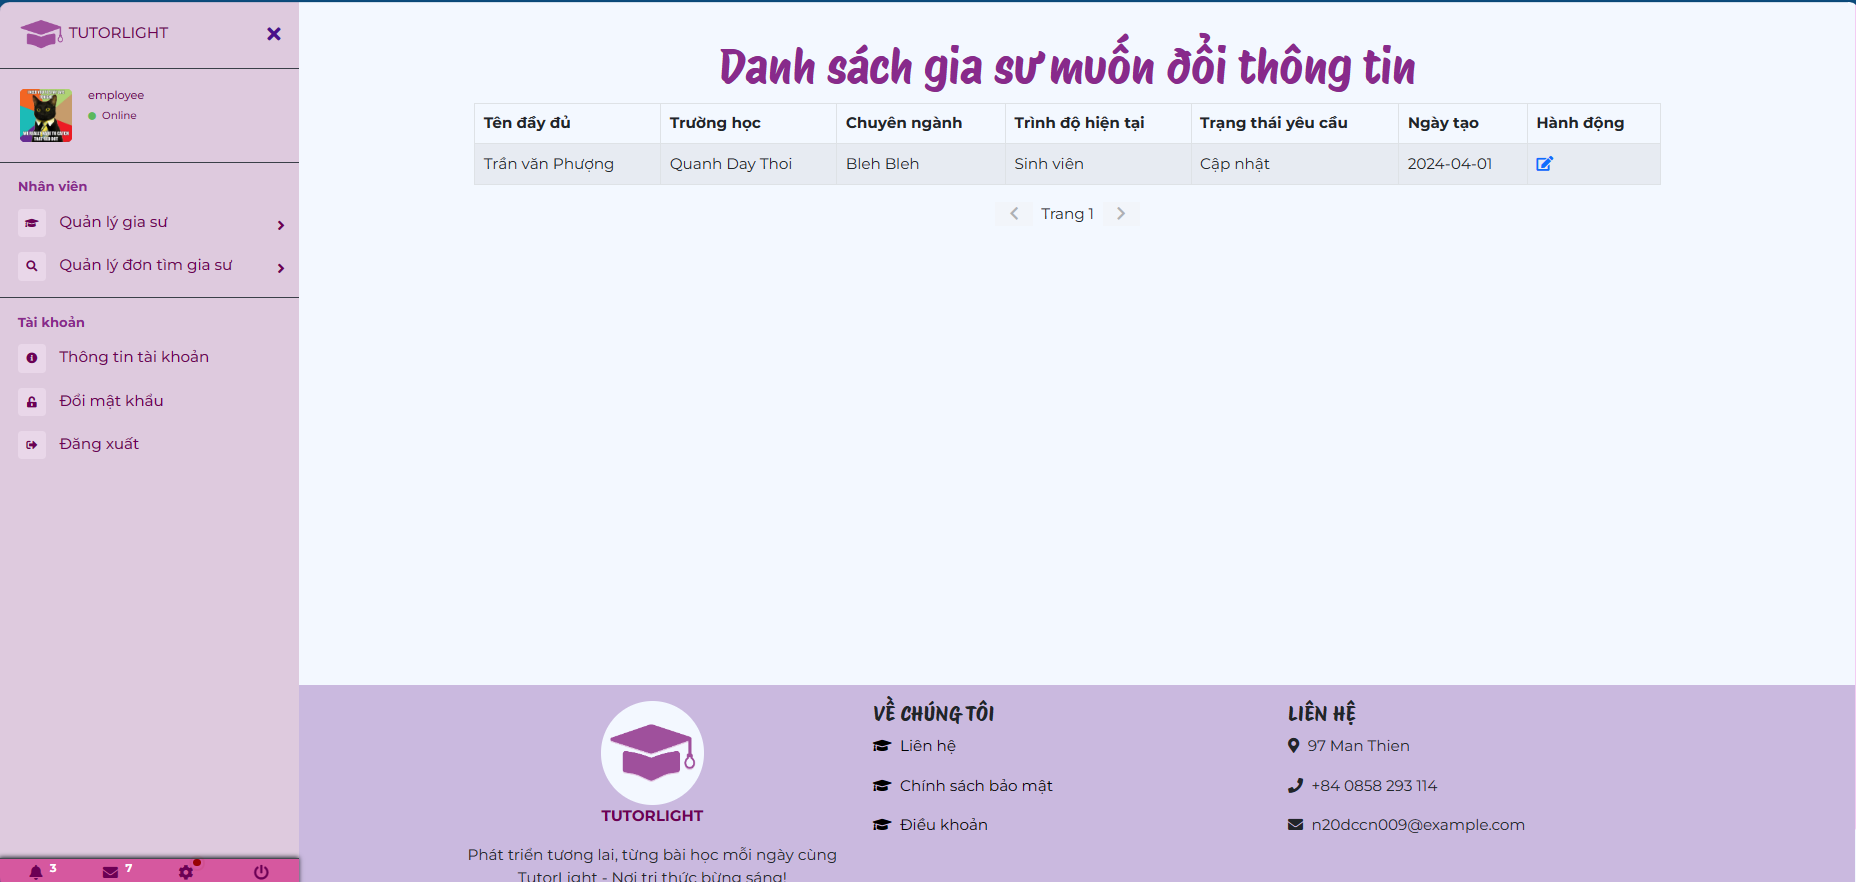 TUTORLIGHT
employee
Online
Nhân viên
Quản lý gia sư
Quản lý đơn tìm gia sư
Tài khoản
Thông tin tài khoản
Đổi mật khẩu
Đăng xuất
3
7
Danh sách gia sư muốn đổi thông tin
Tên đầy đủ Trường học Chuyên ngành Trình độ hiện tại Trạng thái yêu cầu Ngày tạo Hành động
Trần văn Phượng Quanh Day Thoi Bleh Bleh Sinh viên Cập nhật 2024-04-01
Trang 1
TUTORLIGHT
Phát triển tương lai, từng bài học mỗi ngày cùng
TutorLight - Nơi tri thức bừng sáng!
VỀ CHÚNG TÔI
Liên hệ
Chính sách bảo mật
Điều khoản
LIÊN HỆ
97 Man Thien
+84 0858 293 114
n20dccn009@example.com